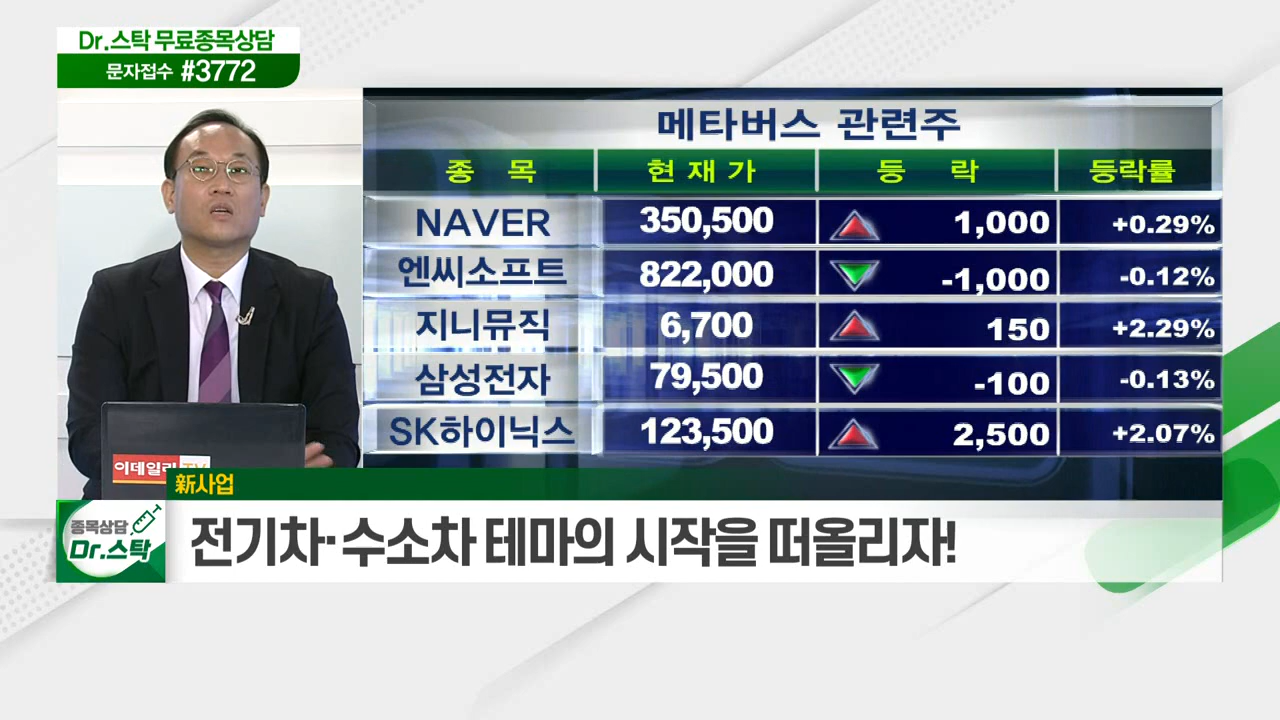 Dr.스탁 무료종목상담
문자접수 #3772
메타버스 관련주
종 목 현재가 등 락 등락률
NAVER 350,500 1,000 +0.29%
엔씨소프트 822,000 -1,000 -0.12%
지니뮤직 6,700 150 +2.29%
삼성전자 79,500 -100 -0.13%
SK하이닉스 123,500 2,500 +2.07%
이데일리 TV
新사업
종목상담
Dr.스탁
전기차·수소차 테마의 시작을 떠올리자!